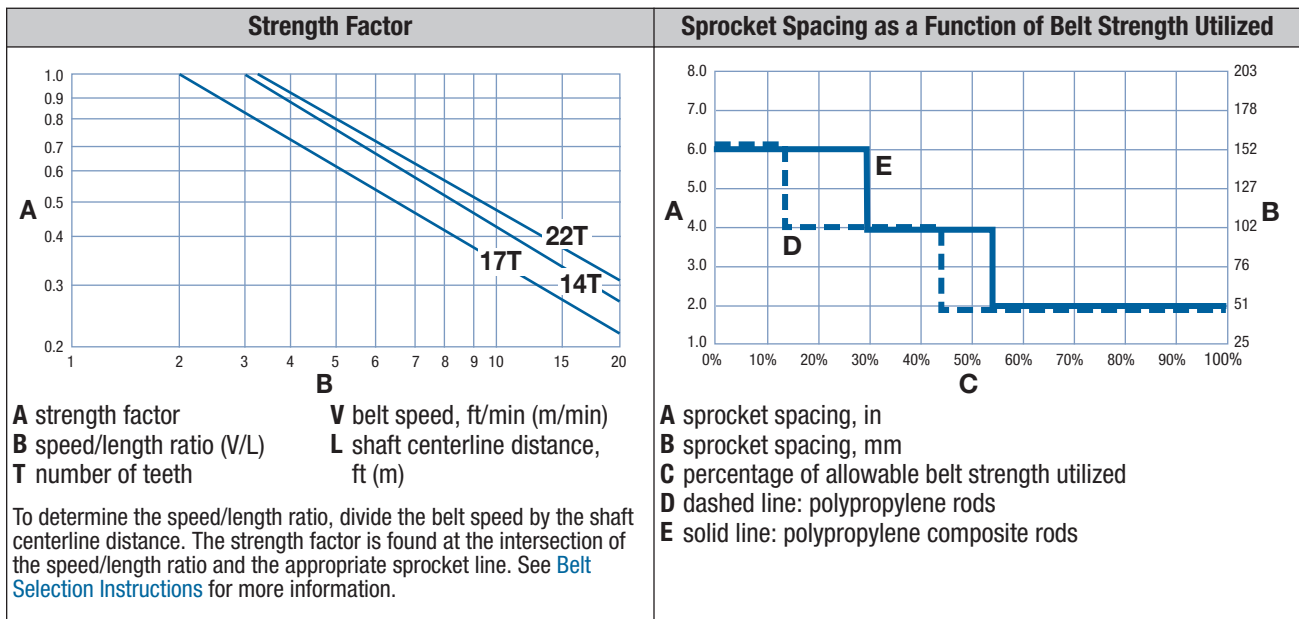 Strength Factor
1.0
0.9
0.8
0.7
0.6
0.5
0.4
0.3
0.2
A
22T
17T
14T
1 2 3 4 5 6 7 8 9 10 15 20
B
A strength factor
B speed/length ratio (V/L)
T number of teeth
V belt speed, ft/min (m/min)
L shaft centerline distance,
ft (m)
To determine the speed/length ratio, divide the belt speed by the shaft
centerline distance. The strength factor is found at the intersection of
the speed/length ratio and the appropriate sprocket line. See Belt
Selection Instructions for more information.
Sprocket Spacing as a Function of Belt Strength Utilized
8.0
7.0
6.0
5.0
4.0
3.0
2.0
1.0
A
E
D
203
178
152
127
102
76
51
25
B
0% 10% 20% 30% 40% 50% 60% 70% 80% 90% 100%
C
A sprocket spacing, in
B sprocket spacing, mm
C percentage of allowable belt strength utilized
D dashed line: polypropylene rods
E solid line: polypropylene composite rods